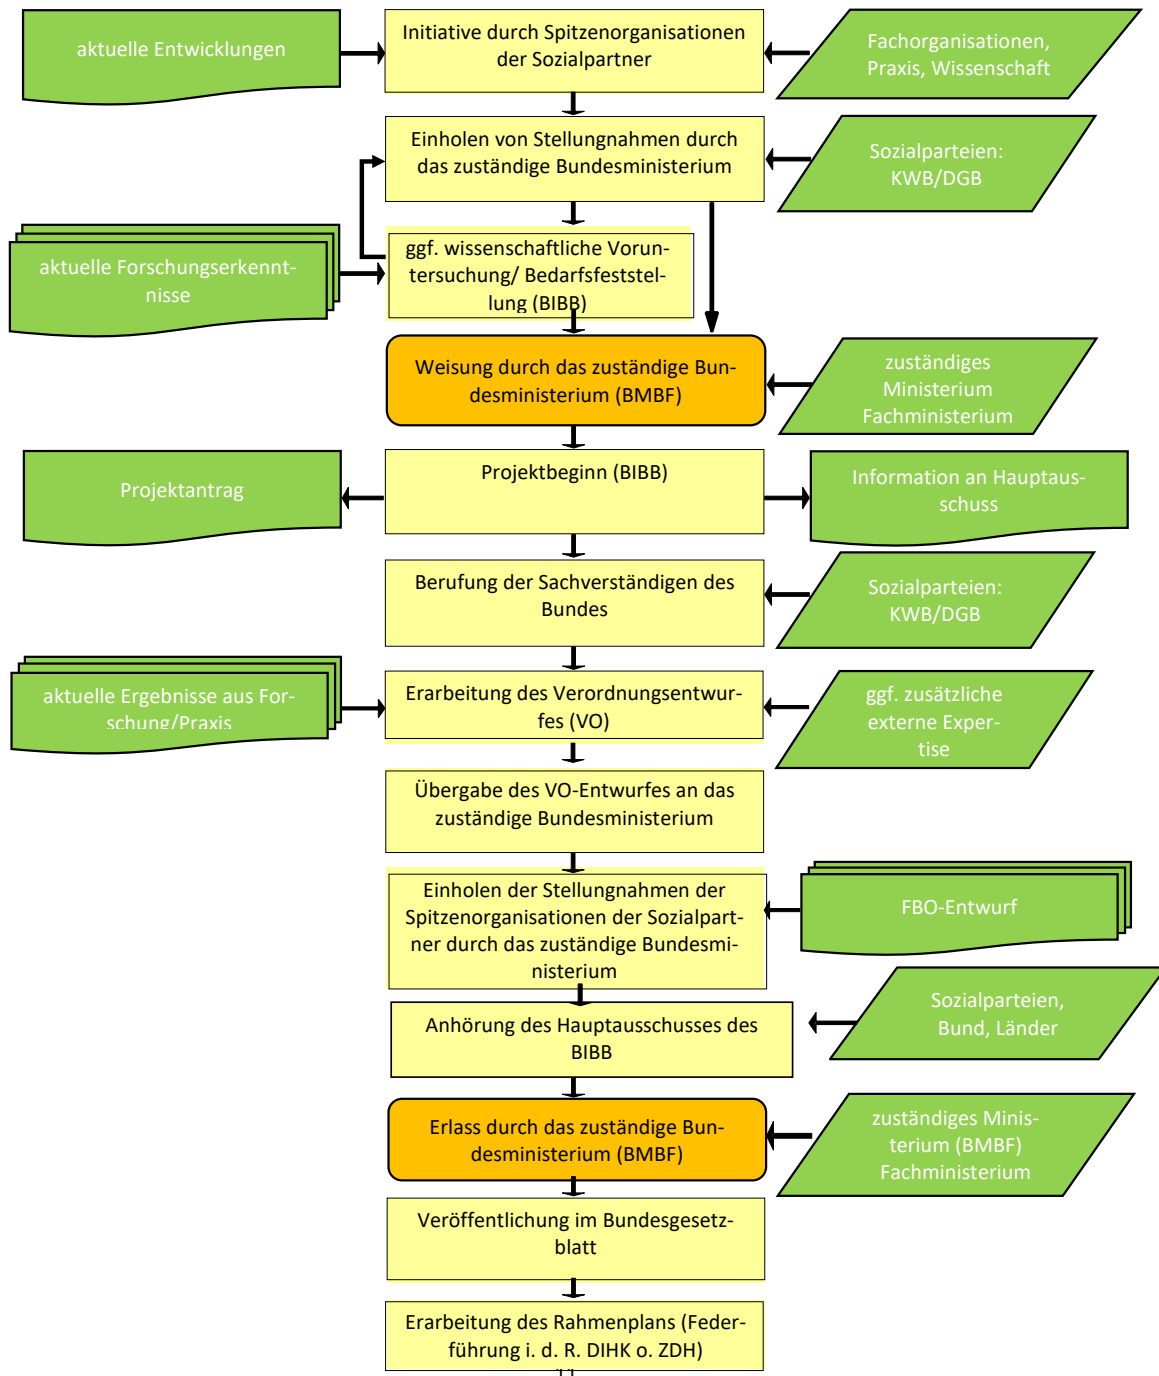 aktuelle Entwicklungen
Initiative durch Spitzenorganisationen
der Sozialpartner
Fachorganisationen,
Praxis, Wissenschaft
Einholen von Stellungnahmen durch
das zuständige Bundesministerium
Sozialparteien:
KWB/DGB
aktuelle Forschungserkennt-
nisse
ggf. wissenschaftliche Vorun-
tersuchung/ Bedarfsfeststel-
lung (BIBB)
Weisung durch das zuständige Bun-
desministerium (BMBF)
zuständiges
Ministerium
Fachministerium
Projektantrag
Projektbeginn (BIBB)
Information an Hauptaus-
schuss
Berufung der Sachverständigen des
Bundes
Sozialparteien:
KWB/DGB
aktuelle Ergebnisse aus For-
schung/Praxis
Erarbeitung des Verordnungsentwur-
fes (VO)
ggf. zusätzliche
externe Exper-
tise
Übergabe des VO-Entwurfes an das
zuständige Bundesministerium
Einholen der Stellungnahmen der
Spitzenorganisationen der Sozialpart-
ner durch das zuständige Bundesmi-
nisterium
FBO-Entwurf
Anhörung des Hauptausschusses des
BIBB
Sozialparteien,
Bund, Länder
Erlass durch das zuständige Bun-
desministerium (BMBF)
zuständiges Minis-
terium (BMBF)
Fachministerium
Veröffentlichung im Bundesgesetz-
blatt
Erarbeitung des Rahmenplans (Feder-
führung i. d. R. DIHK o. ZDH)